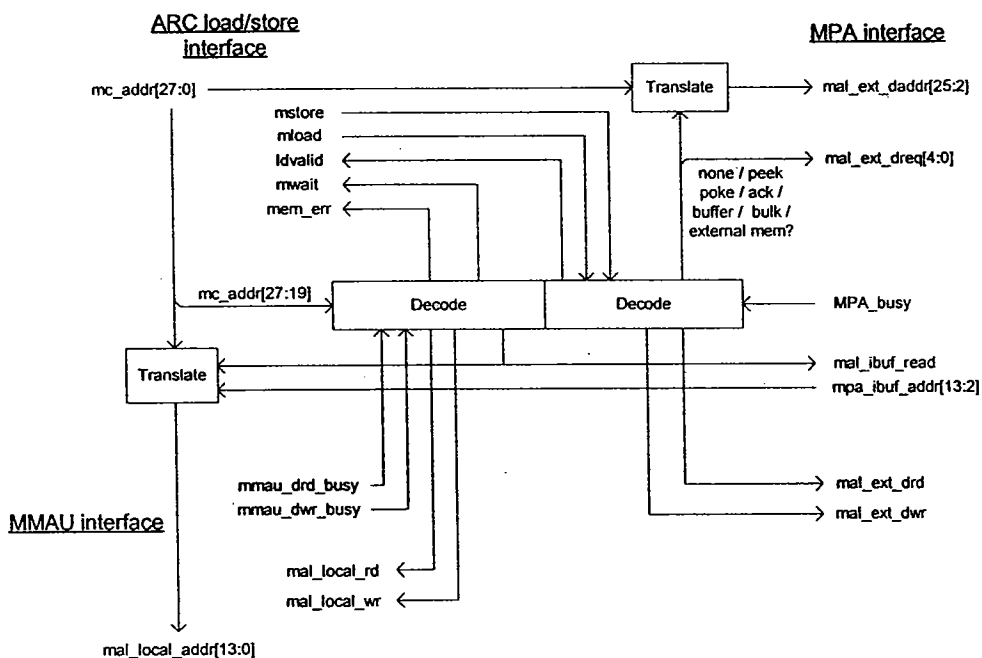 ARC load/store
interface
MPA interface
mc_addr[27:0]
Translate
mal_ext_daddr[25:2]
mstore
mload
ldvalid
mwait
mem_err
mal_ext_dreq[4:0]
none / peek
poke / ack /
buffer / bulk /
external mem?
mc_addr[27:19]
Decode
Decode
MPA_busy
Translate
mal_ibuf_read
mpa_ibuf_addr[13:2]
mmau_drd_busy
mmau_dwr_busy
mal_ext_drd
mal_ext_dwr
MMAU interface
mal_local_rd
mal_local_wr
mal_local_addr[13:0]